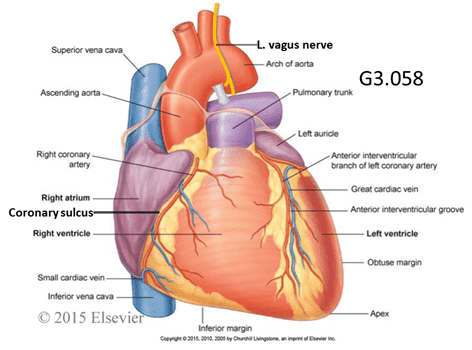 L. vagus nerve
Superior vena cava
Arch of aorta
G3.058
Ascending aorta
Pulmonary trunk
Left auricle
Right coronary
artery
Anterior interventricular
branch of left coronary artery
Great cardiac vein
Right atrium
Coronary sulcus
Anterior interventricular groove
Right ventricle
Left ventricle
Obtuse margin
Small cardiac vein
Inferior vena cava
Apex
© 2015 Elsevier
Inferior margin
Copyright © 2015, 2010, 2005 by Churchill Livingstone, an imprint of Elsevier Inc.